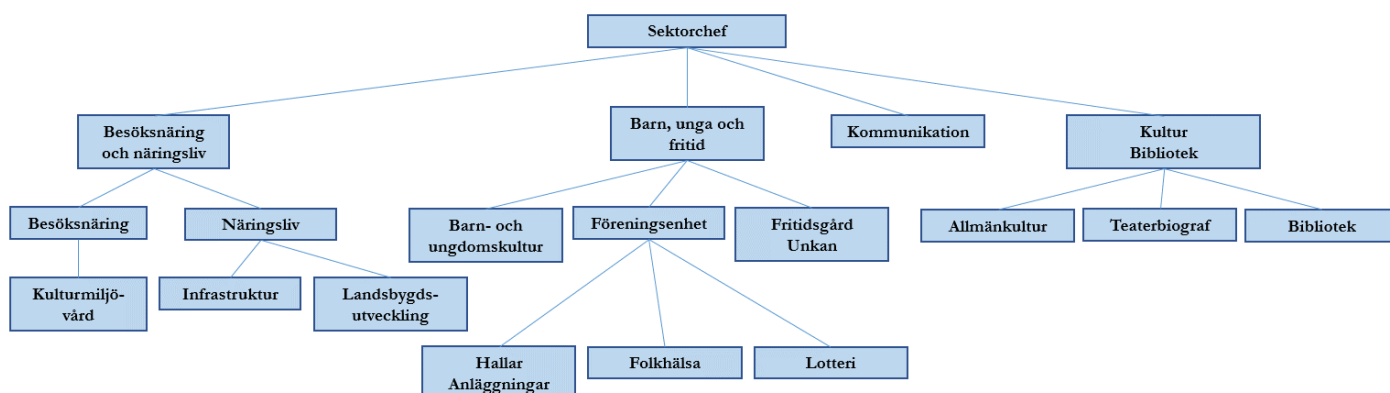 Sektorchef
Besöksnäring
och näringsliv
Barn, unga och
fritid
Kommunikation
Kultur
Bibliotek
Besöksnäring
Näringsliv
Barn- och
ungdomskultur
Föreningsenhet
Fritidsgård
Unkan
Allmänkultur
Teaterbiograf
Bibliotek
Kulturmiljö-
vård
Infrastruktur
Landsbygds-
utveckling
Hallar
Anläggningar
Folkhälsa
Lotteri